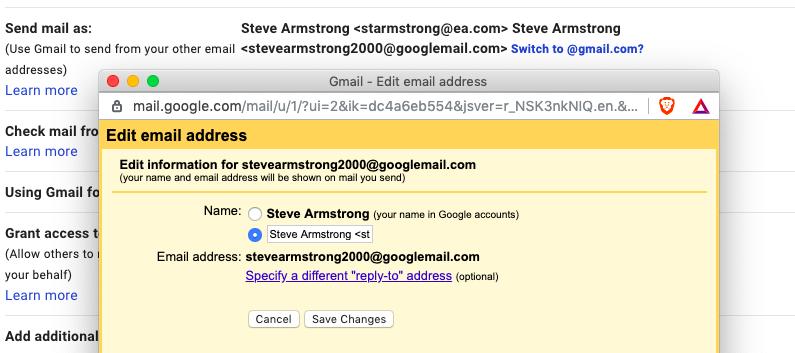 Send mail as:
Steve Armstrong <starmstrong@ea.com> Steve Armstrong
(Use Gmail to send from your other email
<stevearmstrong2000@googlemail.com> Switch to @gmail.com?
addresses)
Learn more
Gmail - Edit email address
mail.google.com/mail/u/1/?ui=2&ik=dc4a6eb554&jsver=r_NSK3nkNIQ.en.&...
Edit email address
Check mail fro
Learn more
Edit information for stevearmstrong2000@googlemail.com
(your name and email address will be shown on mail you send)
Using Gmail fo
Name: Steve Armstrong (your name in Google accounts)
Steve Armstrong <st
Grant access t
(Allow others to
your behalf)
Learn more
Email address: stevearmstrong2000@googlemail.com
Specify a different "reply-to" address (optional)
Cancel Save Changes
Add additional